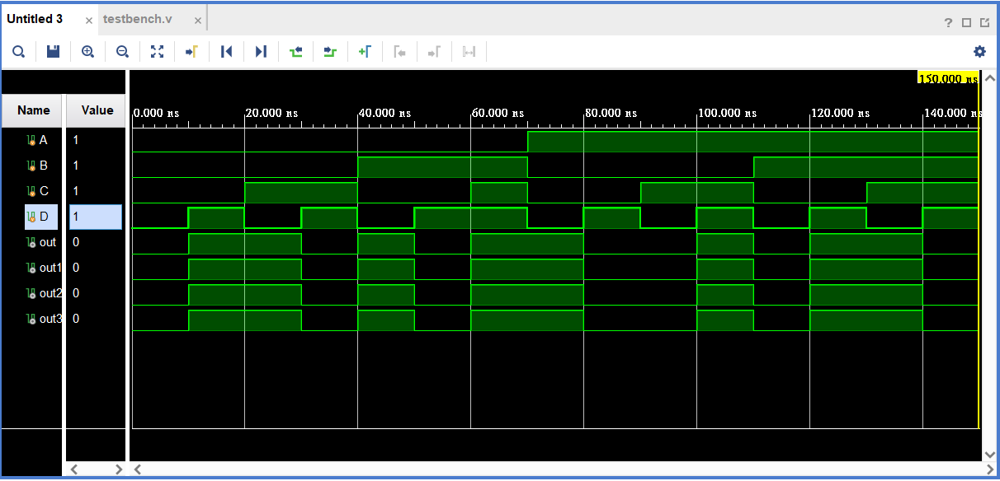 Untitled 3 × testbench.v ×
?
150.000 ns
Name Value
0.000 ns 20.000 ns 40.000 ns 60.000 ns 80.000 ns 100.000 ns 120.000 ns 140.000 ns
A 1
B 1
C 1
D 1
out 0
out1 0
out2 0
out3 0